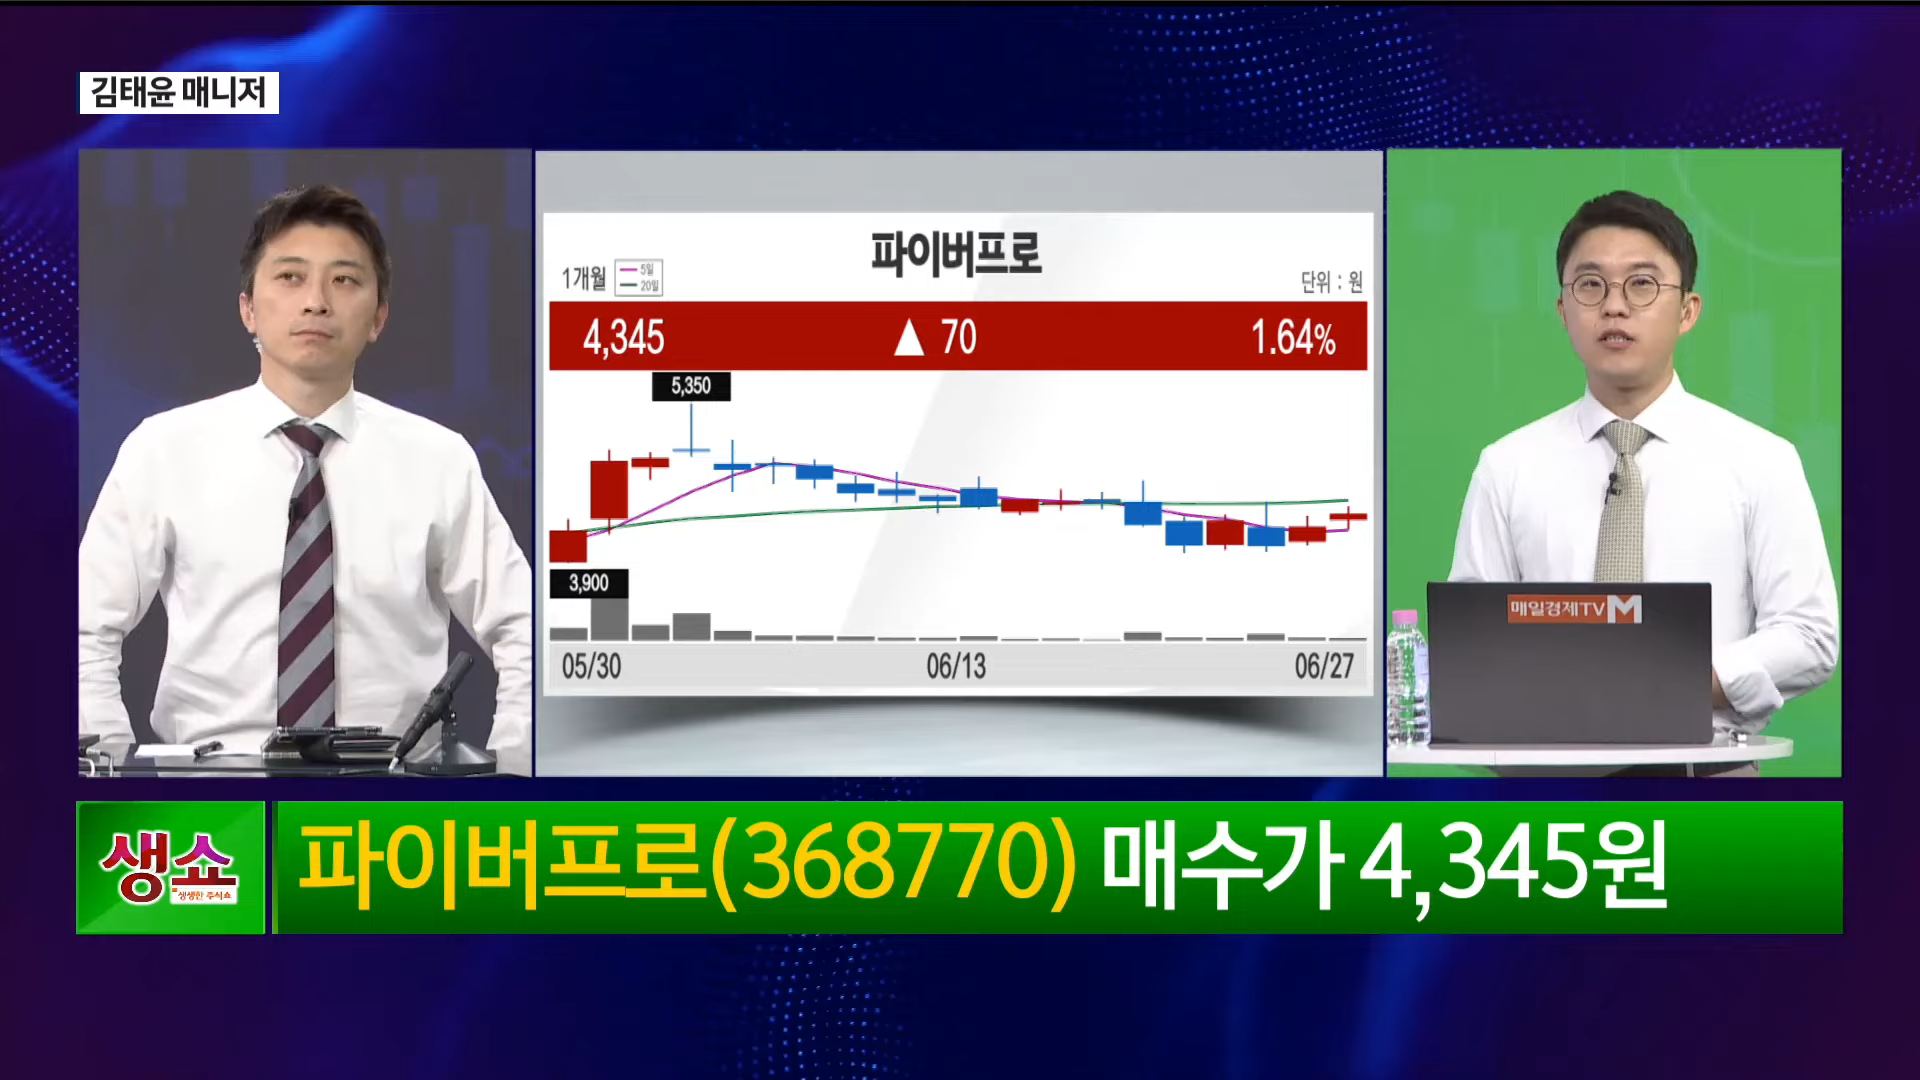 김태윤 매니저
파이버프로
1개월
5일
20일
단위 : 원
4,345 ▲ 70 1.64%
5,350
3,900
05/30 06/13 06/27
매일경제TV M
생쇼
생생한 주식쇼
파이버프로(368770) 매수가 4,345원